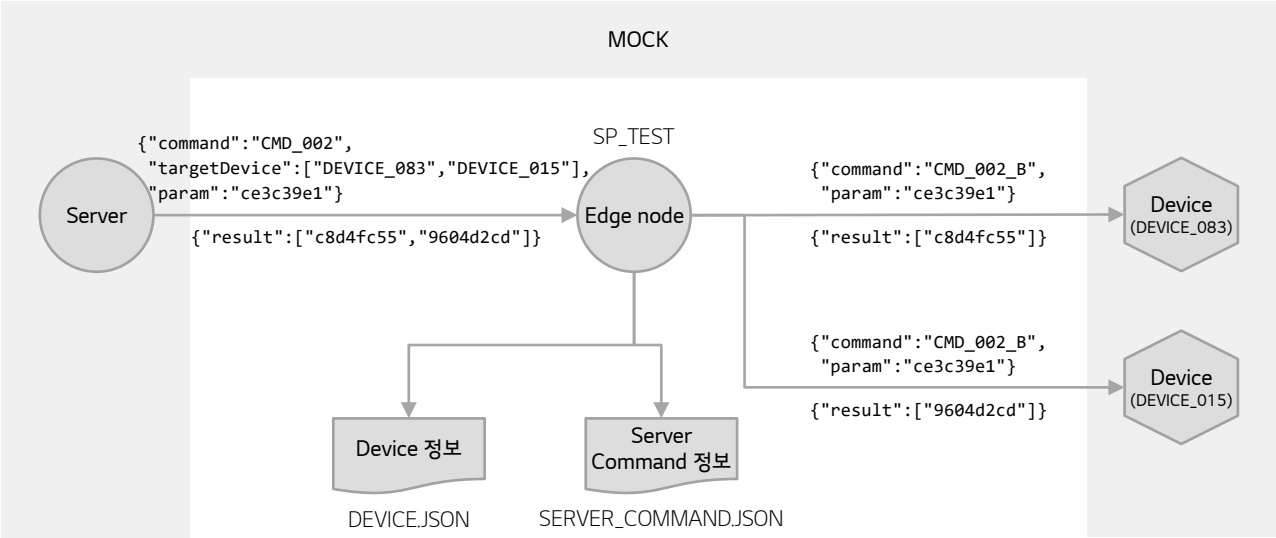 MOCK
SP_TEST
{"command":"CMD_002",
"targetDevice":["DEVICE_083","DEVICE_015"],
"param":"ce3c39e1"}
{"command":"CMD_002_B",
"param":"ce3c39e1"}
Server
Edge node
Device
(DEVICE_083)
{"result":["c8d4fc55","9604d2cd"]}
{"result":["c8d4fc55"]}
{"command":"CMD_002_B",
"param":"ce3c39e1"}
Device
(DEVICE_015)
{"result":["9604d2cd"]}
Device 정보
Server
Command 정보
DEVICE.JSON
SERVER_COMMAND.JSON